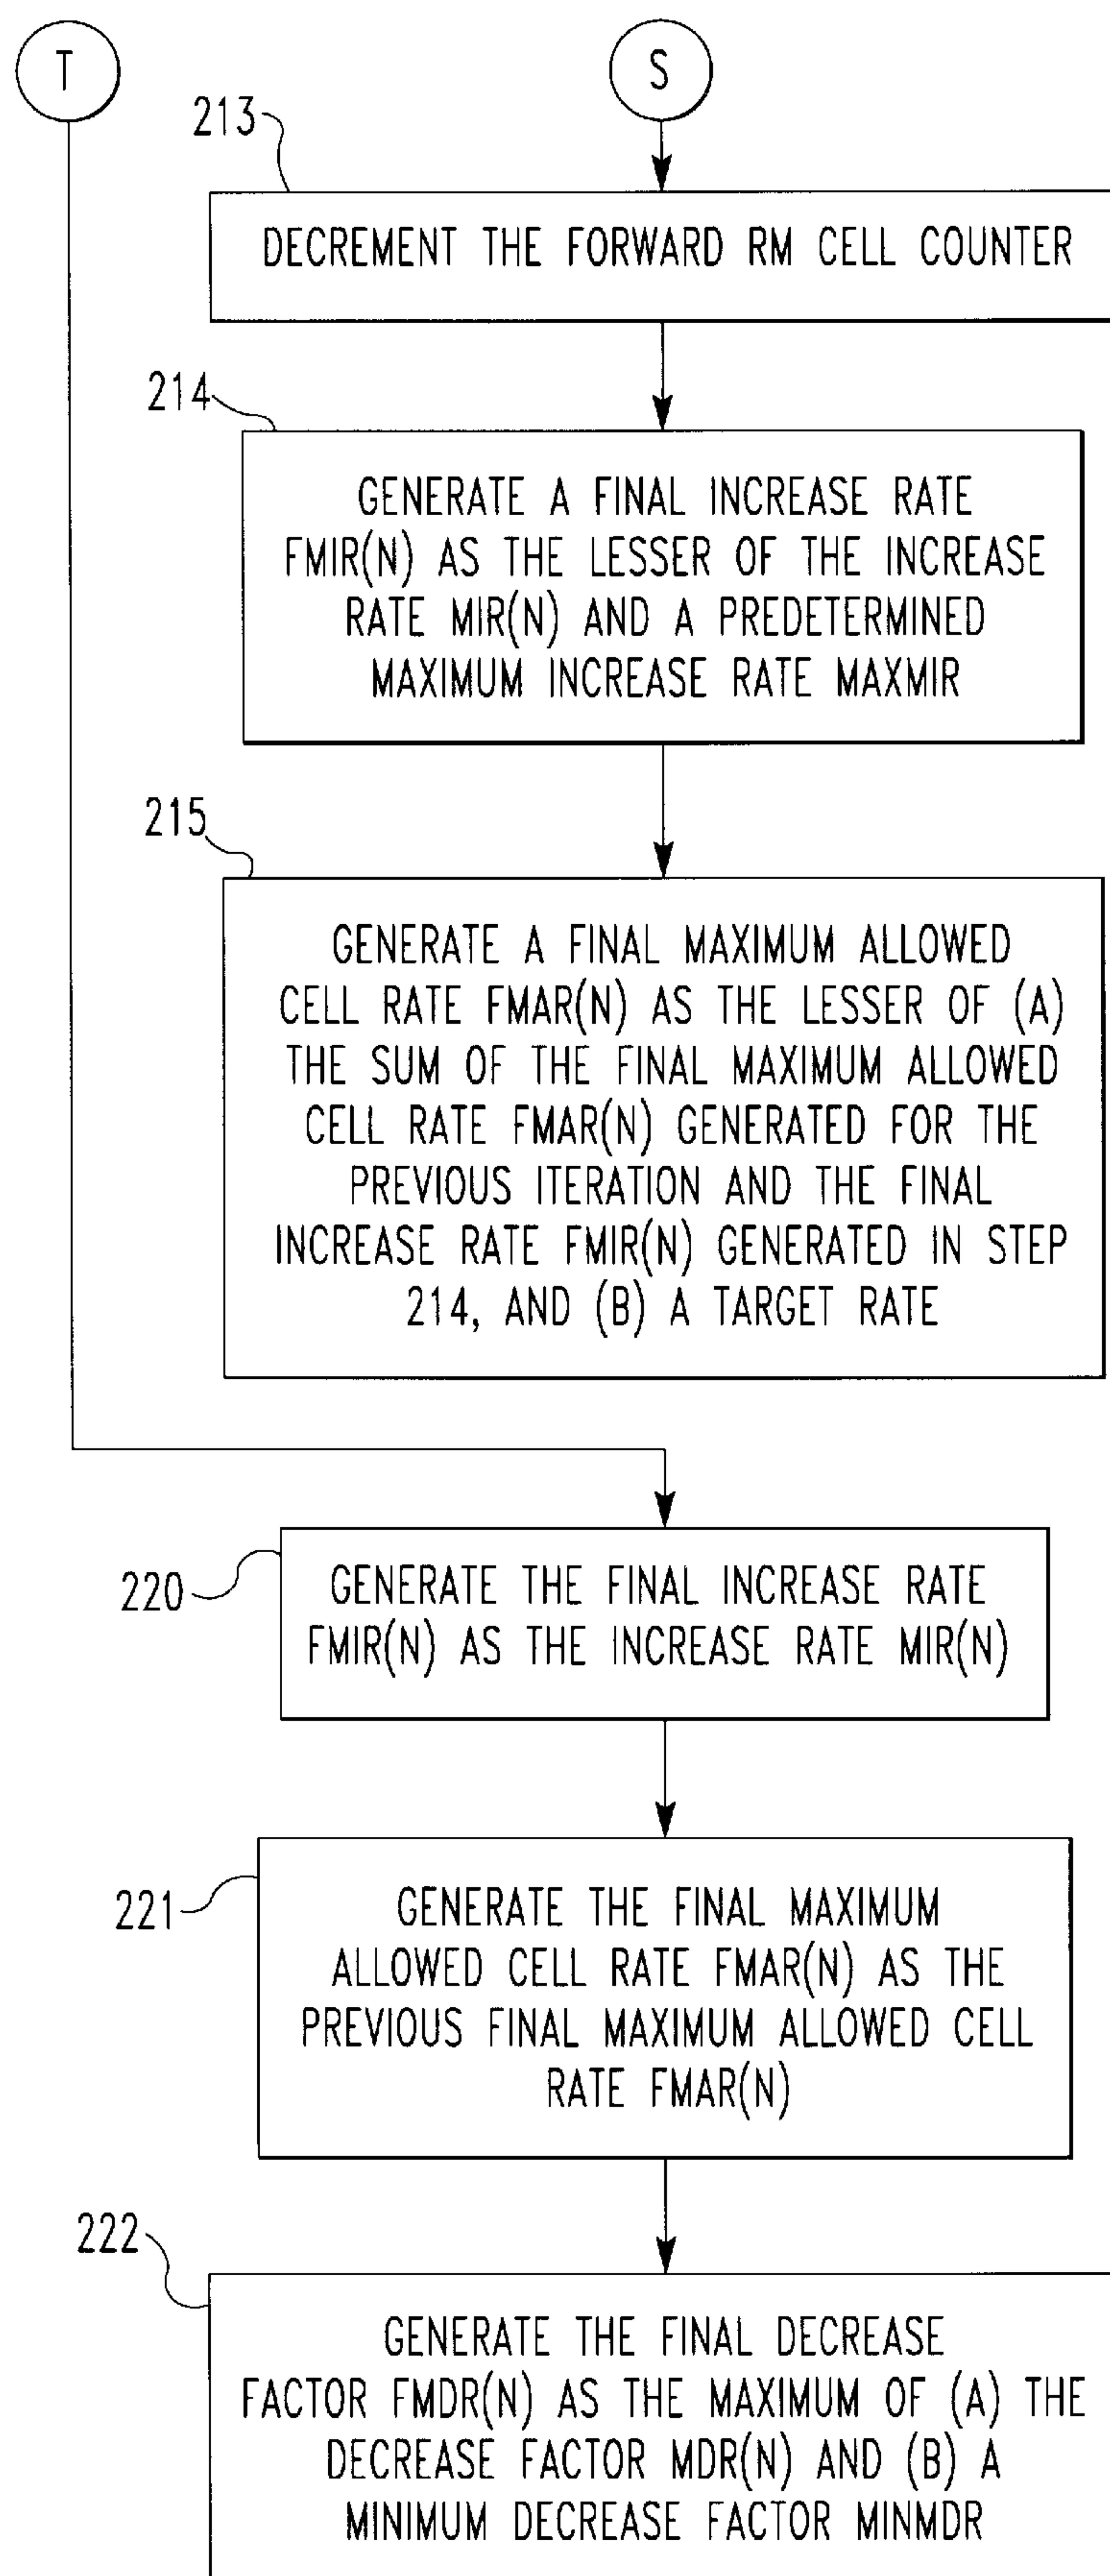 T
S
213
DECREMENT THE FORWARD RM CELL COUNTER
214
GENERATE A FINAL INCREASE RATE
FMIR(N) AS THE LESSER OF THE INCREASE
RATE MIR(N) AND A PREDETERMINED
MAXIMUM INCREASE RATE MAXMIR
215
GENERATE A FINAL MAXIMUM ALLOWED
CELL RATE FMAR(N) AS THE LESSER OF (A)
THE SUM OF THE FINAL MAXIMUM ALLOWED
CELL RATE FMAR(N) GENERATED FOR THE
PREVIOUS ITERATION AND THE FINAL
INCREASE RATE FMIR(N) GENERATED IN STEP
214, AND (B) A TARGET RATE
220
GENERATE THE FINAL INCREASE RATE
FMIR(N) AS THE INCREASE RATE MIR(N)
221
GENERATE THE FINAL MAXIMUM
ALLOWED CELL RATE FMAR(N) AS THE
PREVIOUS FINAL MAXIMUM ALLOWED CELL
RATE FMAR(N)
222
GENERATE THE FINAL DECREASE
FACTOR FMDR(N) AS THE MAXIMUM OF (A) THE
DECREASE FACTOR MDR(N) AND (B) A
MINIMUM DECREASE FACTOR MINMDR